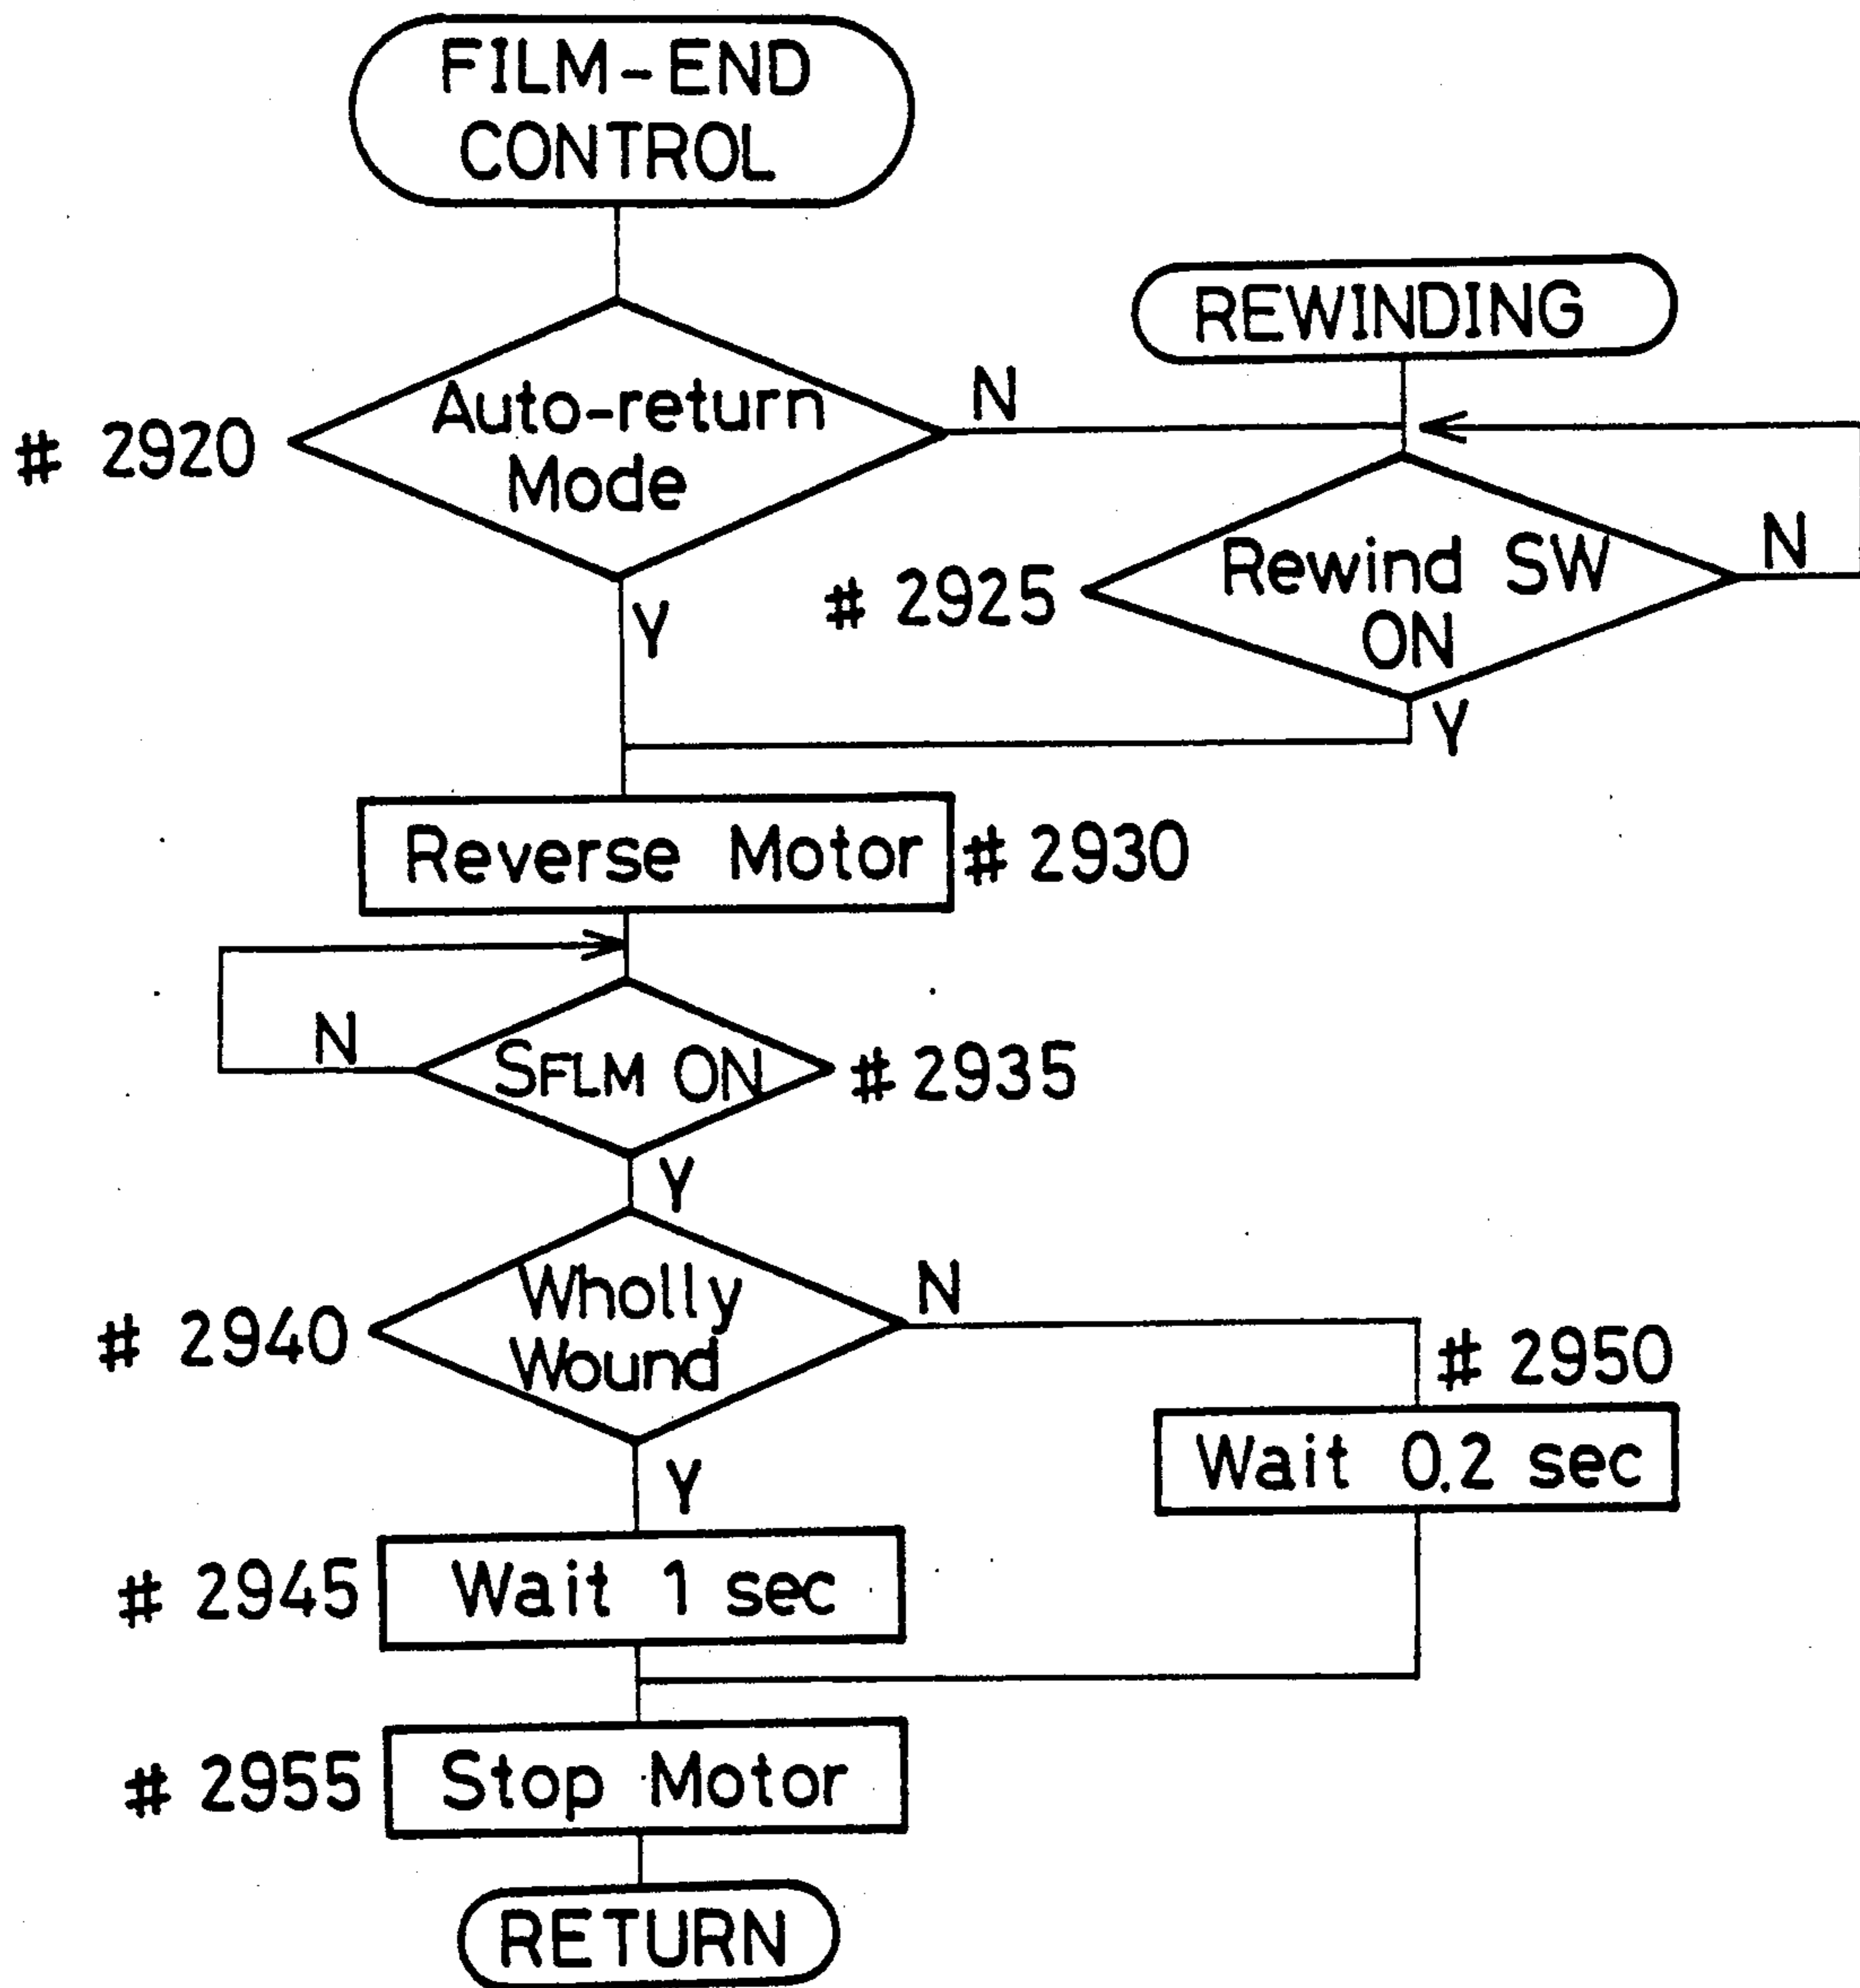 FILM-END
CONTROL
REWINDING
Auto-return
Mode
N
# 2920
Y
Rewind SW
ON
N
# 2925
Y
Reverse Motor
# 2930
N
SFLM ON
# 2935
Y
Wholly
Wound
N
# 2940
# 2950
Wait 0.2 sec
Y
# 2945
Wait 1 sec
# 2955
Stop Motor
RETURN